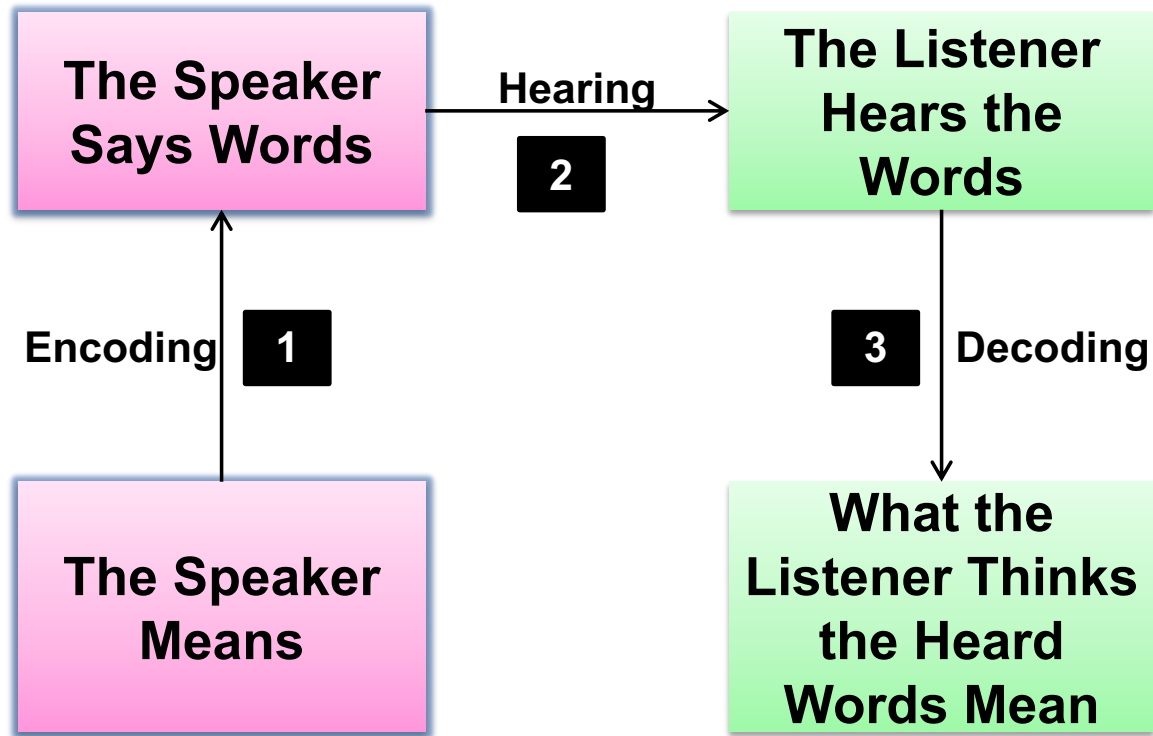 The Speaker
Says Words
Hearing
2
The Listener
Hears the
Words
Encoding
1
3
Decoding
The Speaker
Means
What the
Listener Thinks
the Heard
Words Mean